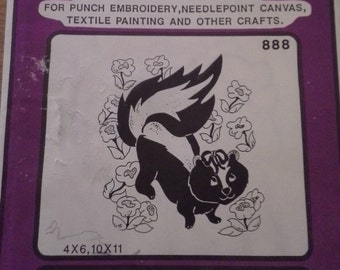 FOR PUNCH EMBROIDERY,NEEDLEPOINT CANVAS,
TEXTILE PAINTING AND OTHER CRAFTS.
888
4X6,10X11